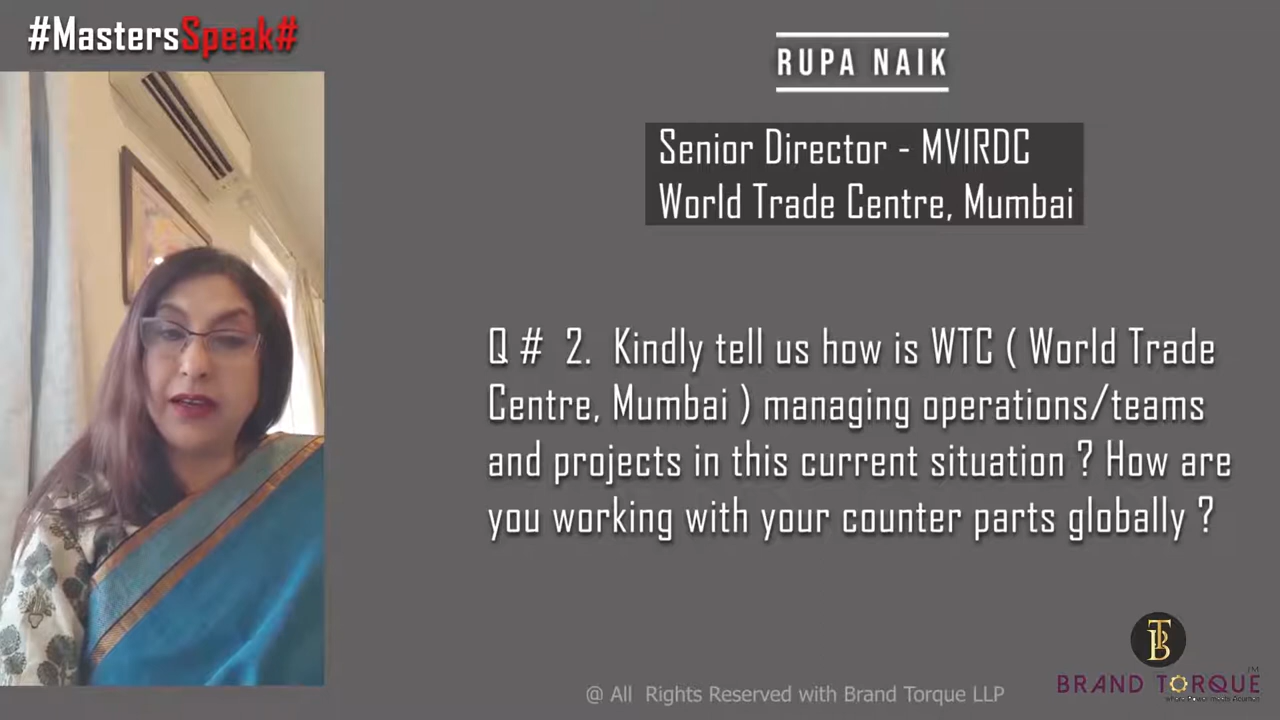 #MastersSpeak#
RUPA NAIK
Senior Director - MVIRDC
World Trade Centre, Mumbai
Q # 2. Kindly tell us how is WTC ( World Trade
Centre, Mumbai ) managing operations/teams
and projects in this current situation ? How are
you working with your counter parts globally ?
TB
TM
BRAND TORQUE
@ All Rights Reserved with Brand Torque LLP